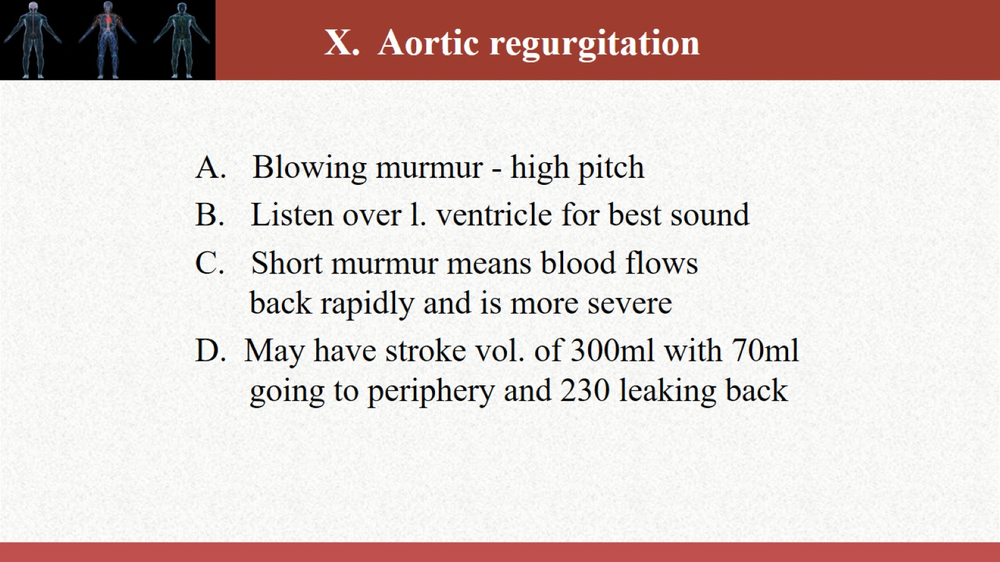 X. Aortic regurgitation
A. Blowing murmur - high pitch
B. Listen over l. ventricle for best sound
C. Short murmur means blood flows
back rapidly and is more severe
D. May have stroke vol. of 300ml with 70ml
going to periphery and 230 leaking back